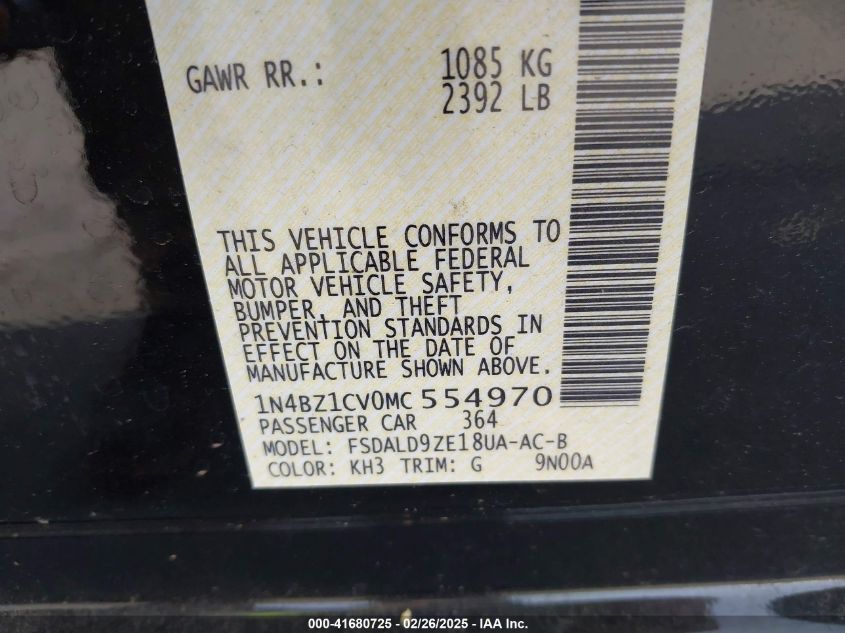 GAWR RR.: 1085 KG
2392 LB
THIS VEHICLE CONFORMS TO
ALL APPLICABLE FEDERAL
MOTOR VEHICLE SAFETY,
BUMPER, AND THEFT
PREVENTION STANDARDS IN
EFFECT ON THE DATE OF
MANUFACTURE SHOWN ABOVE.
1N4BZ1CV0MC 554970
PASSENGER CAR 364
MODEL: FSDALD9ZE18UA-AC-B
COLOR: KH3 TRIM: G 9N00A
000-41680725 - 02/26/2025 - IAA Inc.